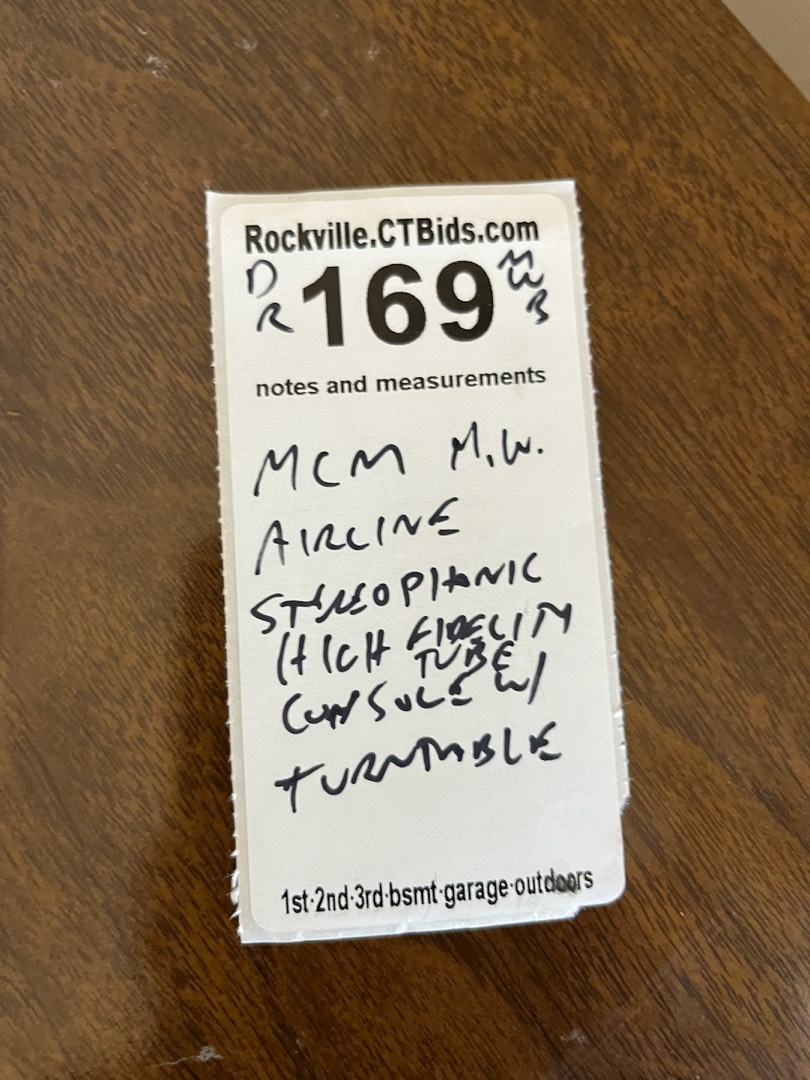 Rockville.CTBids.com
D R 169 MWB
notes and measurements
MCM M.W.
AIRLINE
STEREOPHONIC
HIGH FIDELITY
TUBE
CONSOLE W/
TURNTABLE
1st·2nd·3rd·bsmt·garage·outdoors